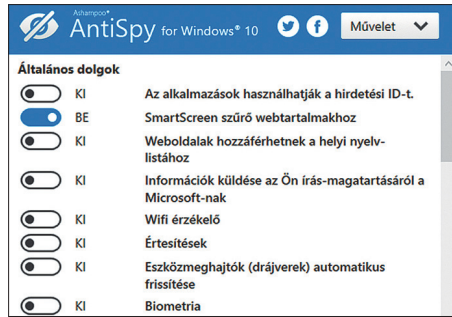 Ashampoo®
AntiSpy for Windows® 10
Művelet
Általános dolgok
KI Az alkalmazások használhatják a hirdetési ID-t.
BE SmartScreen szűrő webtartalmakhoz
KI Weboldalak hozzáférhetnek a helyi nyelv-
listához
KI Információk küldése az Ön írás-magatartásáról a
Microsoft-nak
KI Wifi érzékelő
KI Értesítések
KI Eszközmeghajtók (drájverek) automatikus
frissítése
KI Biometria